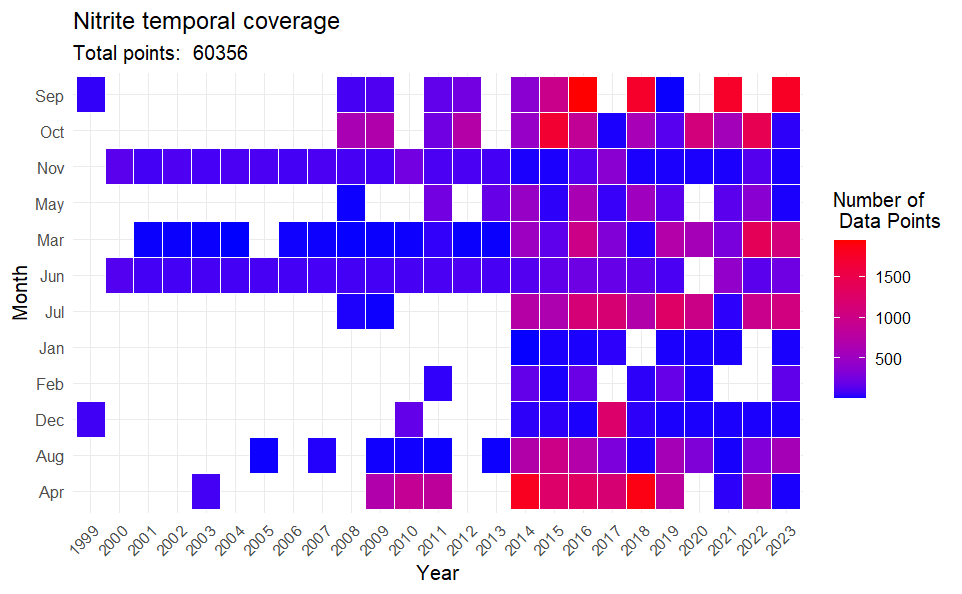 Nitrite temporal coverage
Total points: 60356
Sep
Oct
Nov
May
Mar
Jun
Jul
Jan
Feb
Dec
Aug
Apr
Month
1999 2000 2001 2002 2003 2004 2005 2006 2007 2008 2009 2010 2011 2012 2013 2014 2015 2016 2017 2018 2019 2020 2021 2022 2023
Year
Number of
Data Points
1500
1000
500